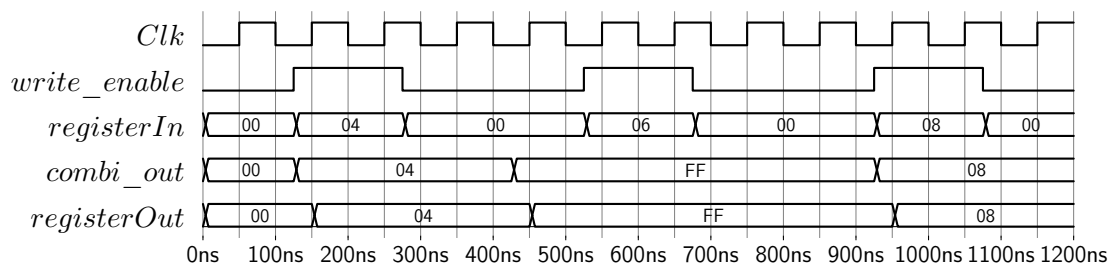 Clk
write_enable
registerIn 00 04 00 06 00 08 00
combi_out 00 04 FF 08
registerOut 00 04 FF 08
0ns 100ns 200ns 300ns 400ns 500ns 600ns 700ns 800ns 900ns 1000ns 1100ns 1200ns